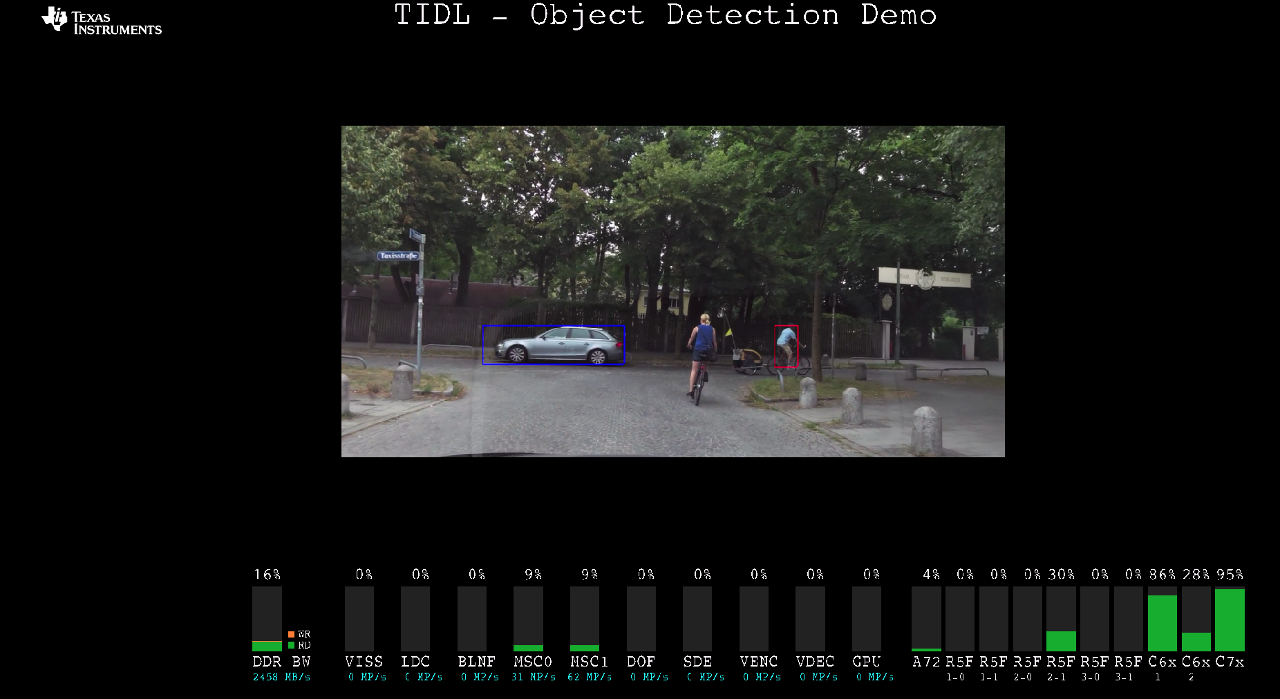 TEXAS
INSTRUMENTS
TIDL - Object Detection Demo
Taxisstraße
16% 0% 0% 0% 9% 9% 0% 0% 0% 0% 0% 4% 0% 0% 0% 30% 0% 0% 86% 28% 95%
WR
RD
DDR BW VISS LDC BLNF MSC0 MSC1 DOF SDE VENC VDEC GPU A72 R5F R5F R5F R5F R5F R5F C6x C6x C7x
2458 MB/s 0 MP/s 0 MP/s 0 MP/s 31 MP/s 62 MP/s 0 MP/s 0 MP/s 0 MP/s 0 MP/s 0 MP/s 1-0 1-1 2-0 2-1 3-0 3-1 1 2